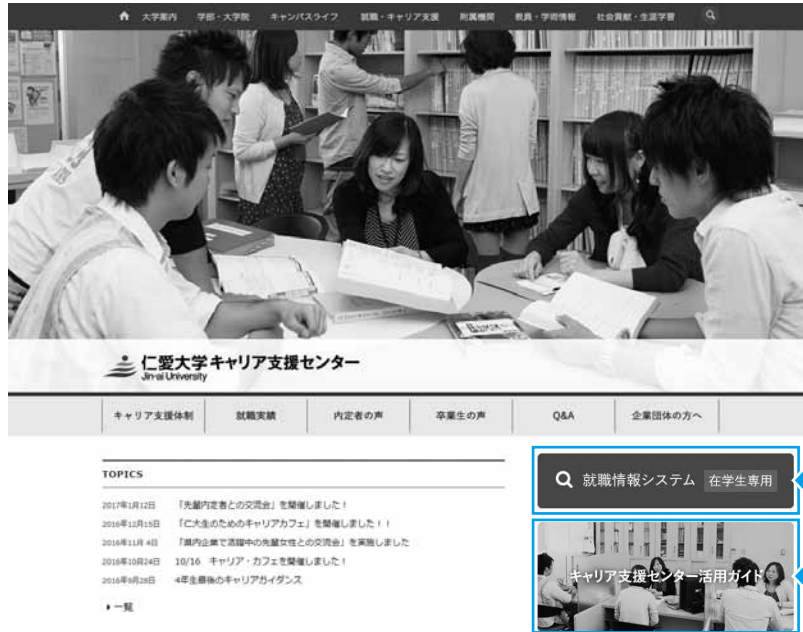 大学案内 学部・大学院 キャンパスライフ 就職・キャリア支援 附属機関 教員・学術情報 社会貢献・生涯学習
仁愛大学 キャリア支援センター
Jin-ai University
キャリア支援体制 就職実績 内定者の声 卒業生の声 Q&A 企業団体の方へ
TOPICS
2017年1月12日 「先輩内定者との交流会」を開催しました！
2016年12月15日 「仁大生のためのキャリアカフェ」を開催しました！！
2016年11月 4日 「県内企業で活躍中の先輩女性との交流会」を実施しました
2016年10月24日 10/16 キャリア・カフェを開催しました！
2016年9月28日 4年生最後のキャリアガイダンス
一覧
就職情報システム 在学生専用
キャリア支援センター活用ガイド